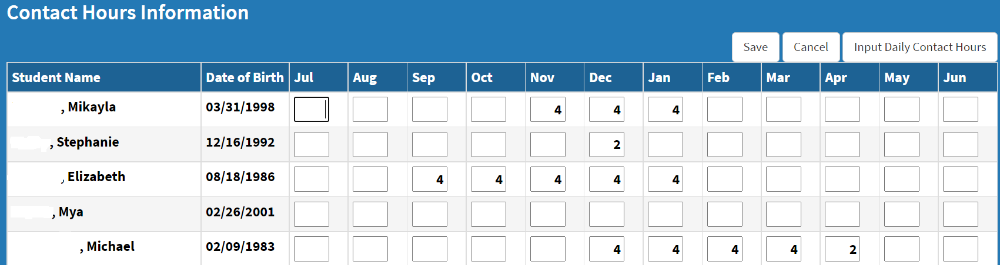 Contact Hours Information
Save Cancel Input Daily Contact Hours
Student Name Date of Birth Jul Aug Sep Oct Nov Dec Jan Feb Mar Apr May Jun
, Mikayla 03/31/1998 4 4 4
, Stephanie 12/16/1992 2
, Elizabeth 08/18/1986 4 4 4 4 4
, Mya 02/26/2001
, Michael 02/09/1983 4 4 4 4 2